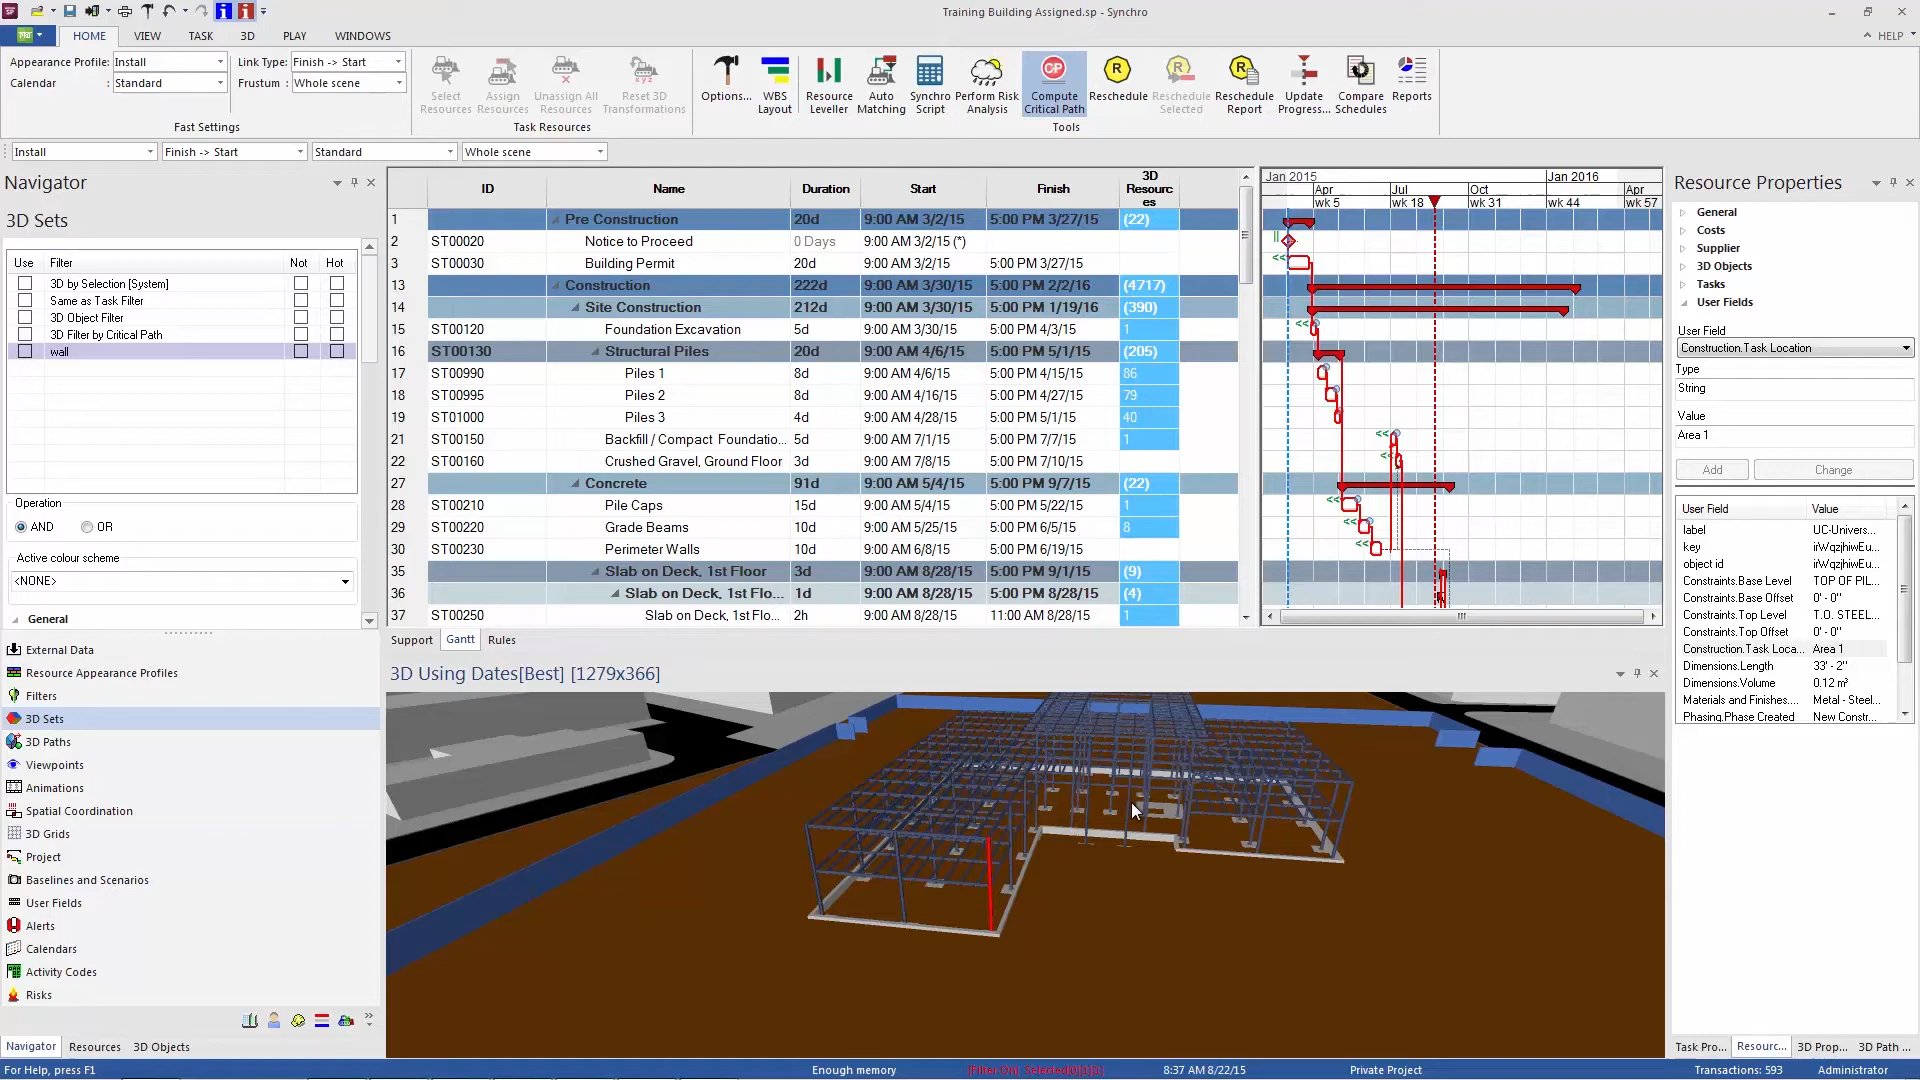 Training Building Assigned.sp - Synchro
HOME VIEW TASK 3D PLAY WINDOWS HELP
Appearance Profile: Install Link Type: Finish -> Start
Calendar Standard Frustum : Whole scene
Fast Settings
Select Resources
Assign Resources
Unassign All Resources
Reset 3D Transformations
Task Resources
Options...
WBS Layout
Resource Leveller
Auto Matching
Synchro Script
Perform Risk Analysis
CP
Compute Critical Path
Reschedule
Reschedule Selected
Reschedule Report
Update Progress...
Compare Schedules
Reports
Tools
Install Finish -> Start Standard Whole scene
Navigator
3D Sets
Use Filter Not Hot
3D by Selection [System]
Same as Task Filter
3D Object Filter
3D Filter by Critical Path
wall
Operation
AND OR
Active colour scheme
<NONE>
General
External Data
Resource Appearance Profiles
Filters
3D Sets
3D Paths
Viewpoints
Animations
Spatial Coordination
3D Grids
Project
Baselines and Scenarios
User Fields
Alerts
Calendars
Activity Codes
Risks
Navigator Resources 3D Objects
ID Name Duration Start Finish 3D Resourc es
1 Pre Construction 20d 9:00 AM 3/2/15 5:00 PM 3/27/15 (22)
2 ST00020 Notice to Proceed 0 Days 9:00 AM 3/2/15 (*)
3 ST00030 Building Permit 20d 9:00 AM 3/2/15 5:00 PM 3/27/15
13 Construction 222d 9:00 AM 3/30/15 5:00 PM 2/2/16 (4717)
14 Site Construction 212d 9:00 AM 3/30/15 5:00 PM 1/19/16 (390)
15 ST00120 Foundation Excavation 5d 9:00 AM 3/30/15 5:00 PM 4/3/15 1
16 ST00130 Structural Piles 20d 9:00 AM 4/6/15 5:00 PM 5/1/15 (205)
17 ST00990 Piles 1 8d 9:00 AM 4/6/15 5:00 PM 4/15/15 86
18 ST00995 Piles 2 8d 9:00 AM 4/16/15 5:00 PM 4/27/15 79
19 ST01000 Piles 3 4d 9:00 AM 4/28/15 5:00 PM 5/1/15 40
21 ST00150 Backfill / Compact Foundatio... 5d 9:00 AM 7/1/15 5:00 PM 7/7/15 1
22 ST00160 Crushed Gravel, Ground Floor 3d 9:00 AM 7/8/15 5:00 PM 7/10/15
27 Concrete 91d 9:00 AM 5/4/15 5:00 PM 9/7/15 (22)
28 ST00210 Pile Caps 15d 9:00 AM 5/4/15 5:00 PM 5/22/15 1
29 ST00220 Grade Beams 10d 9:00 AM 5/25/15 5:00 PM 6/5/15 8
30 ST00230 Perimeter Walls 10d 9:00 AM 6/8/15 5:00 PM 6/19/15
35 Slab on Deck, 1st Floor 3d 9:00 AM 8/28/15 5:00 PM 9/1/15 (9)
36 Slab on Deck, 1st Flo... 1d 9:00 AM 8/28/15 5:00 PM 8/28/15 (4)
37 ST00250 Slab on Deck, 1st Flo... 2h 9:00 AM 8/28/15 11:00 AM 8/28/15 1
Support Gantt Rules
Jan 2015 Jan 2016
Apr Jul Oct Apr
wk 5 wk 18 wk 31 wk 44 wk 57
3D Using Dates[Best] [1279x366]
Resource Properties
General
Costs
Supplier
3D Objects
Tasks
User Fields
User Field
Construction.Task Location
Type
String
Value
Area 1
Add Change
User Field Value
label UC-Univers...
key irWqzjhiwEu...
object id irWqzjhiwEu...
Constraints.Base Level TOP OF PIL...
Constraints.Base Offset 0' - 0"
Constraints.Top Level T.O. STEEL...
Constraints.Top Offset 0' - 0"
Construction.Task Loca... Area 1
Dimensions.Length 33' - 2"
Dimensions.Volume 0.12 m³
Materials and Finishes.... Metal - Steel...
Phasing.Phase Created New Constr...
Task Pro... Resourc... 3D Prop... 3D Path ...
For Help, press F1 Enough memory 8:37 AM 8/22/15 Private Project Transactions: 593 Administrator